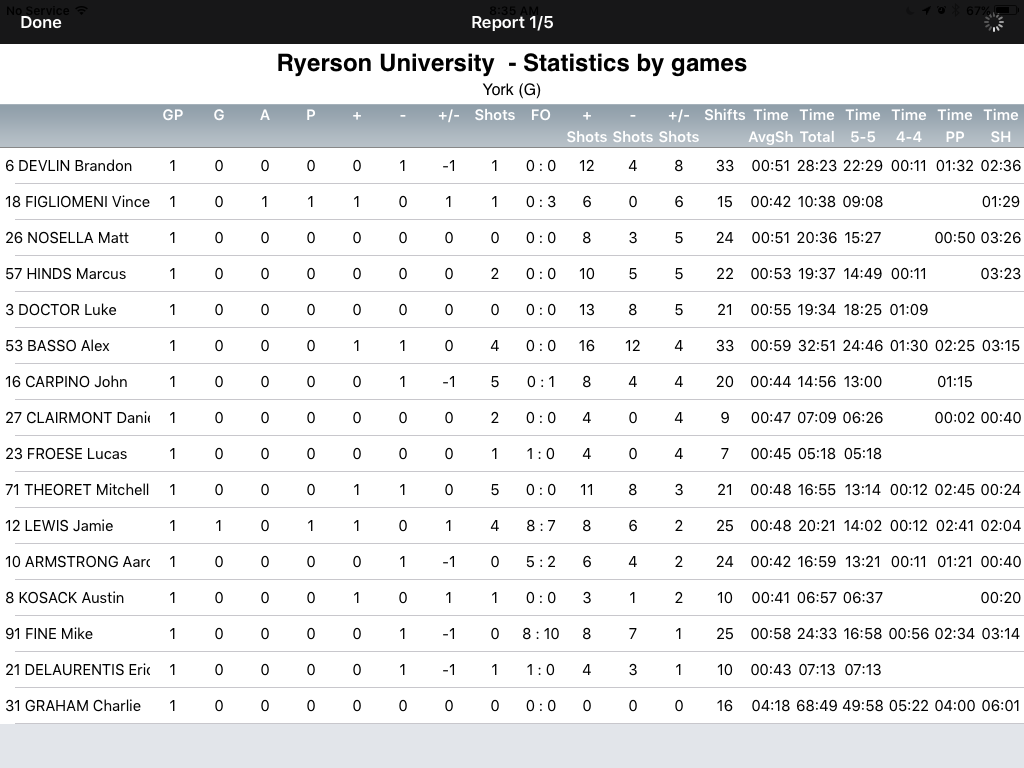 No Service 8:35 AM 67%
Done Report 1/5
Ryerson University - Statistics by games
York (G)
GP G A P + - +/- Shots FO + - +/- Shifts Time Time Time Time Time Time
Shots Shots Shots AvgSh Total 5-5 4-4 PP SH
6 DEVLIN Brandon 1 0 0 0 0 1 -1 1 0 : 0 12 4 8 33 00:51 28:23 22:29 00:11 01:32 02:36
18 FIGLIOMENI Vince 1 0 1 1 1 0 1 1 0 : 3 6 0 6 15 00:42 10:38 09:08 01:29
26 NOSELLA Matt 1 0 0 0 0 0 0 0 0 : 0 8 3 5 24 00:51 20:36 15:27 00:50 03:26
57 HINDS Marcus 1 0 0 0 0 0 0 2 0 : 0 10 5 5 22 00:53 19:37 14:49 00:11 03:23
3 DOCTOR Luke 1 0 0 0 0 0 0 0 0 : 0 13 8 5 21 00:55 19:34 18:25 01:09
53 BASSO Alex 1 0 0 0 1 1 0 4 0 : 0 16 12 4 33 00:59 32:51 24:46 01:30 02:25 03:15
16 CARPINO John 1 0 0 0 0 1 -1 5 0 : 1 8 4 4 20 00:44 14:56 13:00 01:15
27 CLAIRMONT Danie 1 0 0 0 0 0 0 2 0 : 0 4 0 4 9 00:47 07:09 06:26 00:02 00:40
23 FROESE Lucas 1 0 0 0 0 0 0 1 1 : 0 4 0 4 7 00:45 05:18 05:18
71 THEORET Mitchell 1 0 0 0 1 1 0 5 0 : 0 11 8 3 21 00:48 16:55 13:14 00:12 02:45 00:24
12 LEWIS Jamie 1 1 0 1 1 0 1 4 8 : 7 8 6 2 25 00:48 20:21 14:02 00:12 02:41 02:04
10 ARMSTRONG Aarc 1 0 0 0 0 1 -1 0 5 : 2 6 4 2 24 00:42 16:59 13:21 00:11 01:21 00:40
8 KOSACK Austin 1 0 0 0 1 0 1 1 0 : 0 3 1 2 10 00:41 06:57 06:37 00:20
91 FINE Mike 1 0 0 0 0 1 -1 0 8 : 10 8 7 1 25 00:58 24:33 16:58 00:56 02:34 03:14
21 DELAURENTIS Eric 1 0 0 0 0 1 -1 1 1 : 0 4 3 1 10 00:43 07:13 07:13
31 GRAHAM Charlie 1 0 0 0 0 0 0 0 0 : 0 0 0 0 16 04:18 68:49 49:58 05:22 04:00 06:01